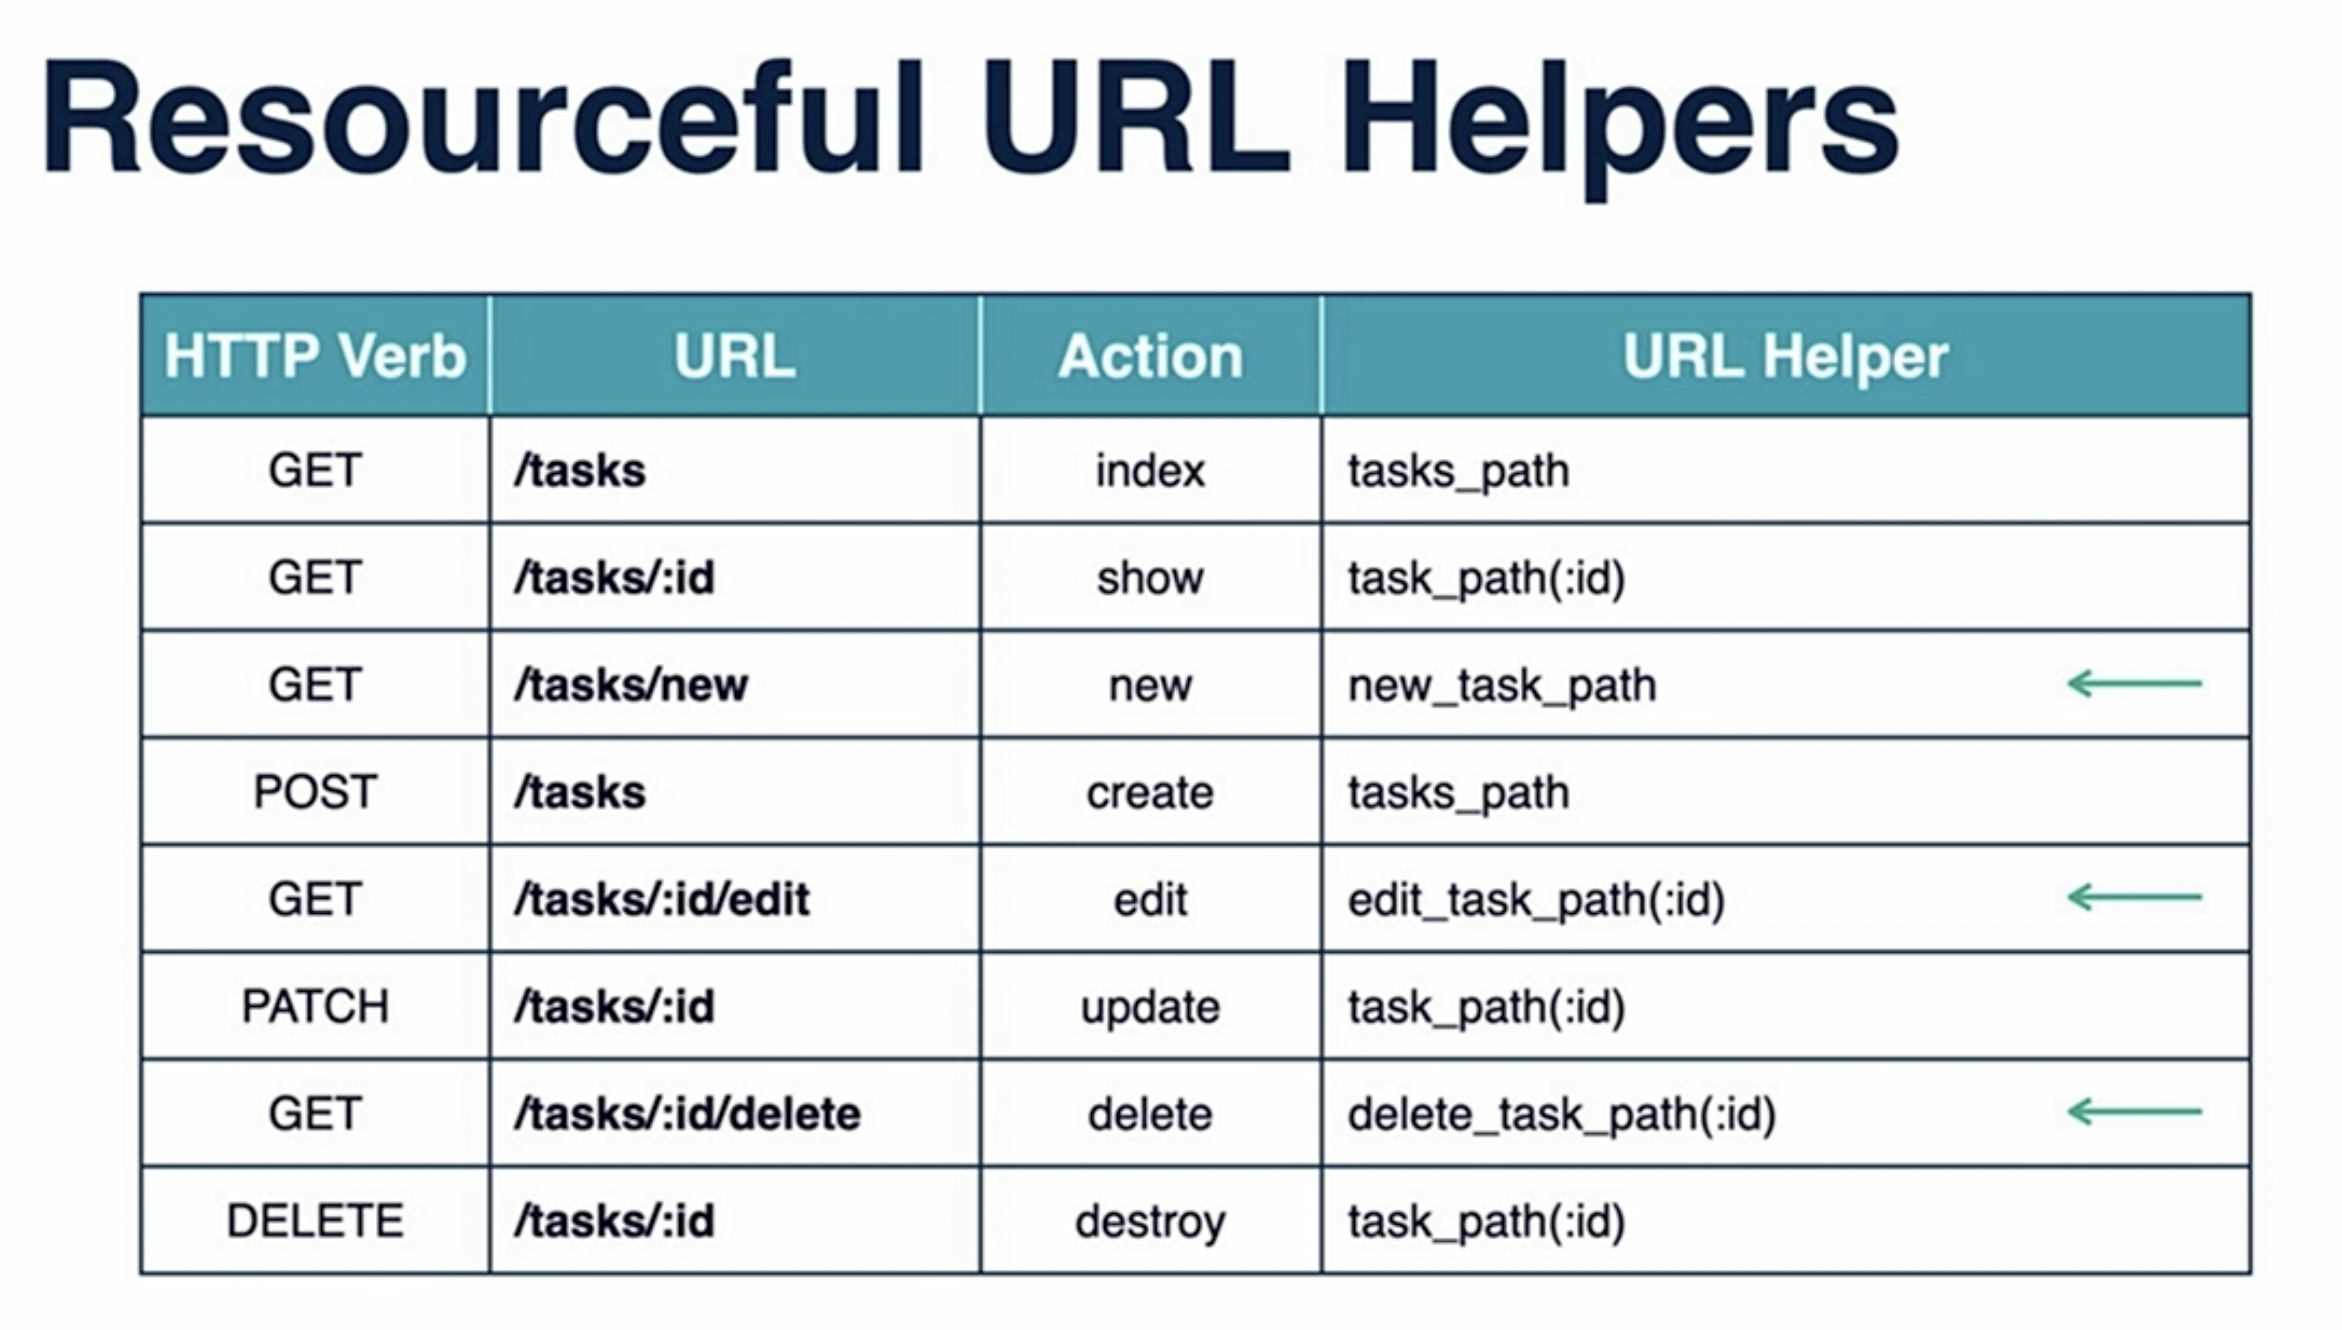 Resourceful URL Helpers
HTTP Verb URL Action URL Helper
GET /tasks index tasks_path
GET /tasks/:id show task_path(:id)
GET /tasks/new new new_task_path
POST /tasks create tasks_path
GET /tasks/:id/edit edit edit_task_path(:id)
PATCH /tasks/:id update task_path(:id)
GET /tasks/:id/delete delete delete_task_path(:id)
DELETE /tasks/:id destroy task_path(:id)